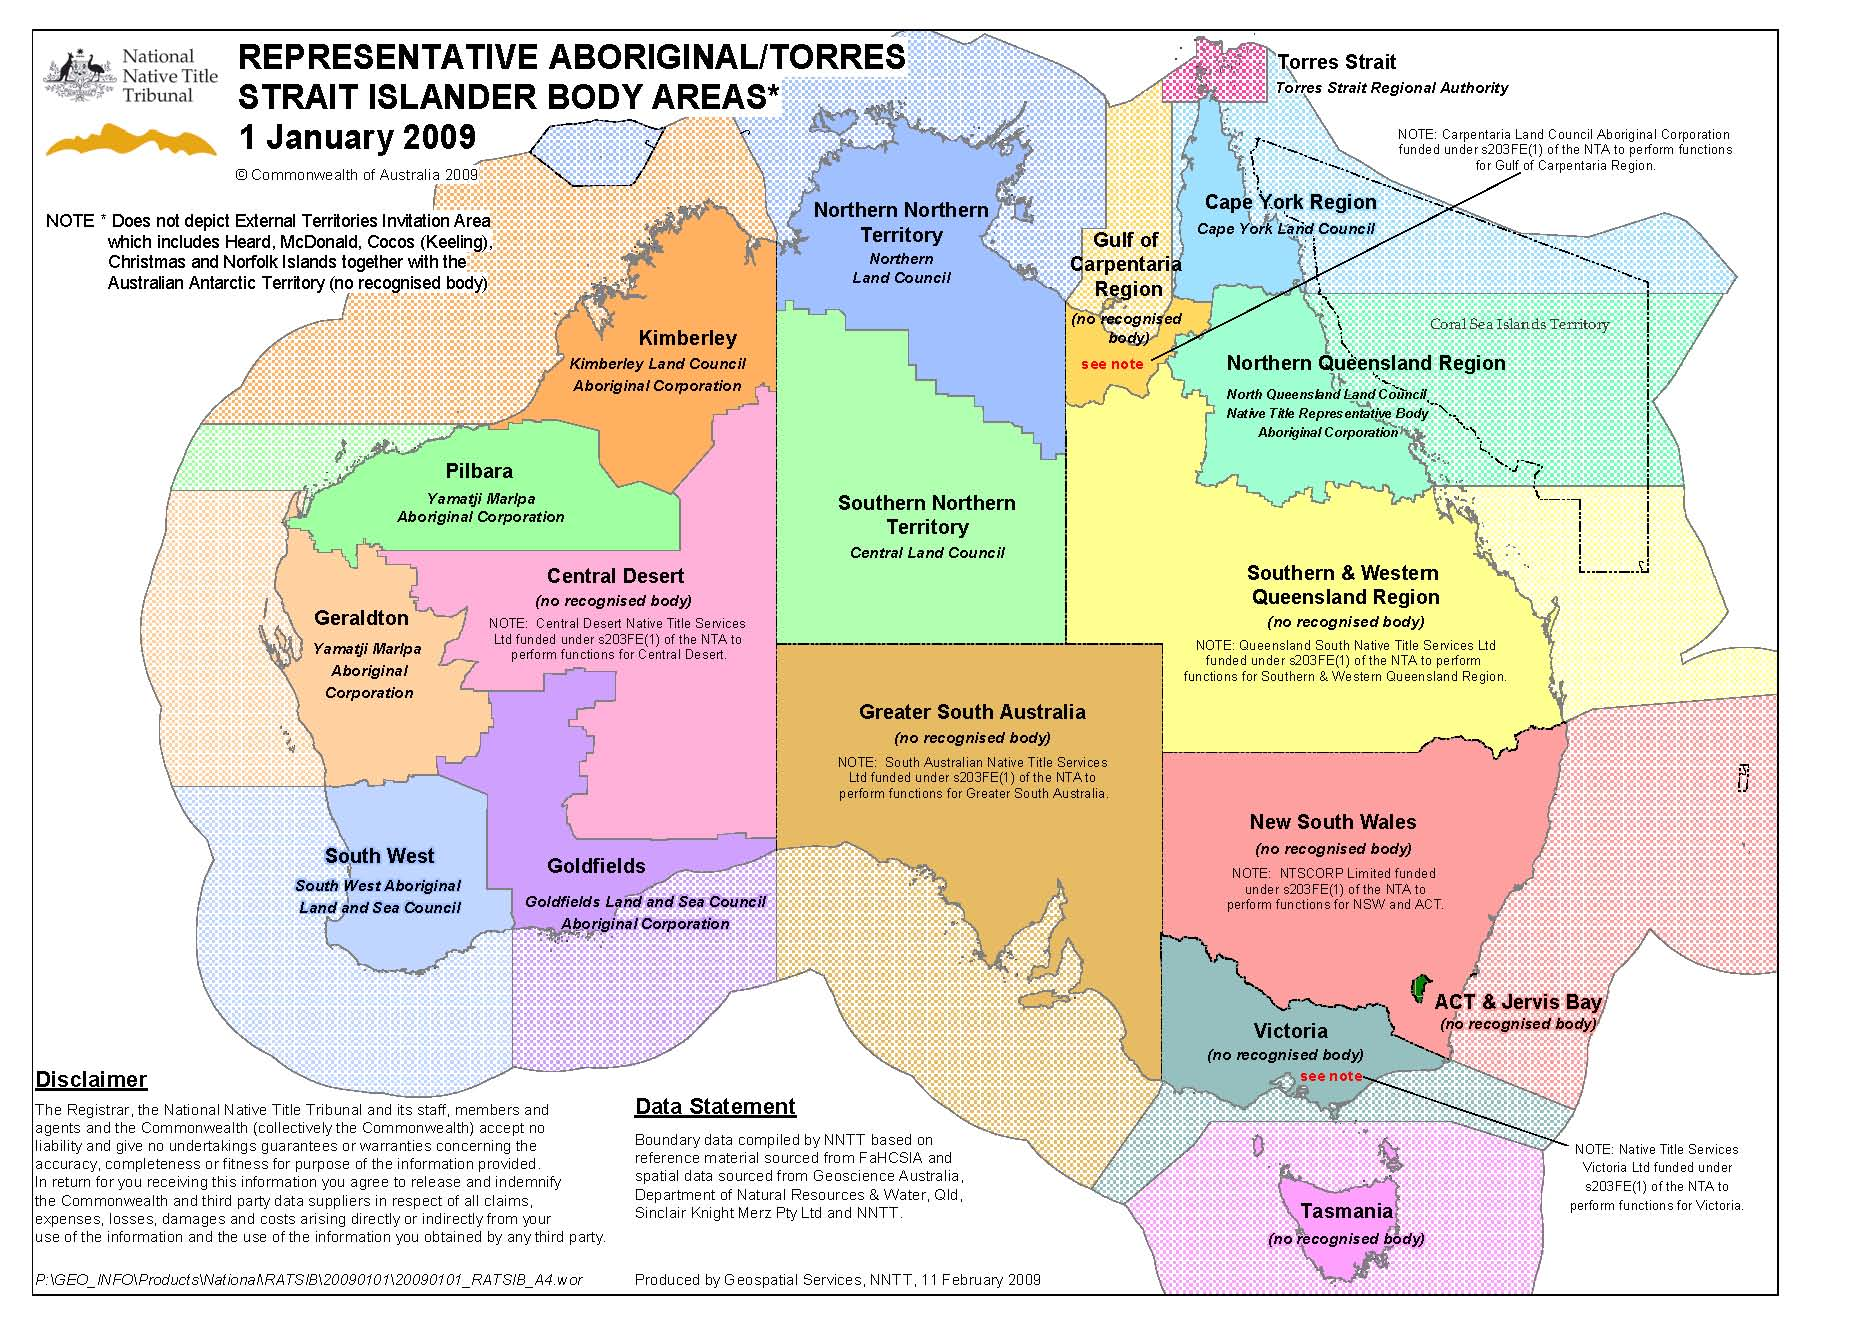 National
Native Title
Tribunal
REPRESENTATIVE ABORIGINAL/TORRES
STRAIT ISLANDER BODY AREAS*
1 January 2009
© Commonwealth of Australia 2009
NOTE * Does not depict External Territories Invitation Area
which includes Heard, McDonald, Cocos (Keeling),
Christmas and Norfolk Islands together with the
Australian Antarctic Territory (no recognised body)
Torres Strait
Torres Strait Regional Authority
NOTE: Carpentaria Land Council Aboriginal Corporation
funded under s203FE(1) of the NTA to perform functions
for Gulf of Carpentaria Region.
Northern Northern
Territory
Northern
Land Council
Gulf of
Carpentaria
Region
(no recognised
body)
see note
Cape York Region
Cape York Land Council
Coral Sea Islands Territory
Kimberley
Kimberley Land Council
Aboriginal Corporation
Northern Queensland Region
North Queensland Land Council
Native Title Representative Body
Aboriginal Corporation
Pilbara
Yamatji Marlpa
Aboriginal Corporation
Southern Northern
Territory
Central Land Council
Central Desert
(no recognised body)
NOTE: Central Desert Native Title Services
Ltd funded under s203FE(1) of the NTA to
perform functions for Central Desert.
Southern & Western
Queensland Region
(no recognised body)
NOTE: Queensland South Native Title Services Ltd
funded under s203FE(1) of the NTA to perform
functions for Southern & Western Queensland Region.
Geraldton
Yamatji Marlpa
Aboriginal
Corporation
Greater South Australia
(no recognised body)
NOTE: South Australian Native Title Services
Ltd funded under s203FE(1) of the NTA to
perform functions for Greater South Australia.
New South Wales
(no recognised body)
NOTE: NTSCORP Limited funded
under s203FE(1) of the NTA to
perform functions for NSW and ACT.
South West
South West Aboriginal
Land and Sea Council
Goldfields
Goldfields Land and Sea Council
Aboriginal Corporation
ACT & Jervis Bay
(no recognised body)
Victoria
(no recognised body)
see note
NOTE: Native Title Services
Victoria Ltd funded under
s203FE(1) of the NTA to
perform functions for Victoria.
Tasmania
(no recognised body)
Disclaimer
The Registrar, the National Native Title Tribunal and its staff, members and
agents and the Commonwealth (collectively the Commonwealth) accept no
liability and give no undertakings guarantees or warranties concerning the
accuracy, completeness or fitness for purpose of the information provided.
In return for you receiving this information you agree to release and indemnify
the Commonwealth and third party data suppliers in respect of all claims,
expenses, losses, damages and costs arising directly or indirectly from your
use of the information and the use of the information you obtained by any third party.
P:\GEO_INFO\Products\National\RATSIB\20090101\20090101_RATSIB_A4.wor
Data Statement
Boundary data compiled by NNTT based on
reference material sourced from FaHCSIA and
spatial data sourced from Geoscience Australia,
Department of Natural Resources & Water, Qld,
Sinclair Knight Merz Pty Ltd and NNTT.
Produced by Geospatial Services, NNTT, 11 February 2009